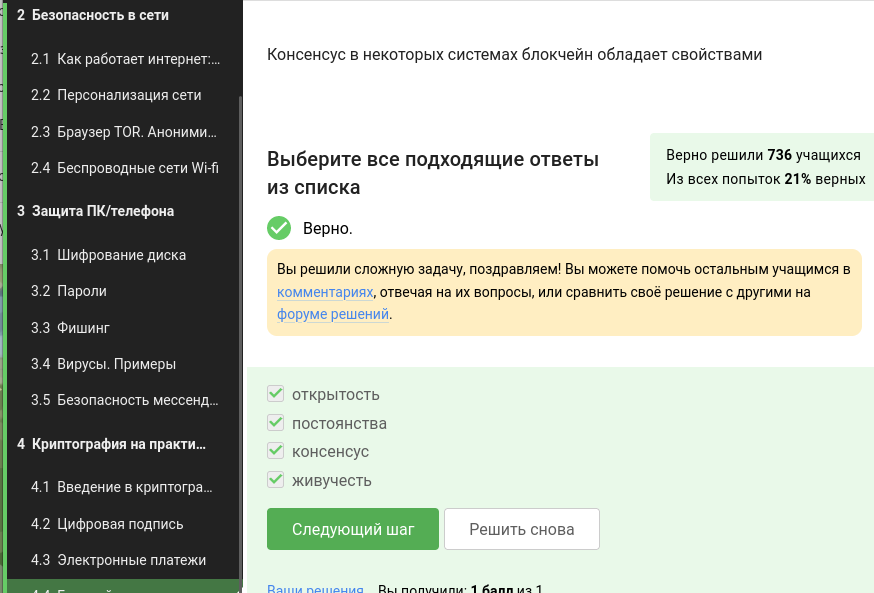 2 Безопасность в сети
2.1 Как работает интернет:...
2.2 Персонализация сети
2.3 Браузер TOR. Анонимн...
2.4 Беспроводные сети Wi-fi
3 Защита ПК/телефона
3.1 Шифрование диска
3.2 Пароли
3.3 Фишинг
3.4 Вирусы. Примеры
3.5 Безопасность мессенд...
4 Криптография на практи...
4.1 Введение в криптогра...
4.2 Цифровая подпись
4.3 Электронные платежи
Консенсус в некоторых системах блокчейн обладает свойствами
Выберите все подходящие ответы
из списка
Верно решили 736 учащихся
Из всех попыток 21% верных
Верно.
Вы решили сложную задачу, поздравляем! Вы можете помочь остальным учащимся в
комментариях, отвечая на их вопросы, или сравнить своё решение с другими на
форуме решений.
открытость
постоянства
консенсус
живучесть
Следующий шаг
Решить снова
Ваши решения Вы получили: 1 балл из 1